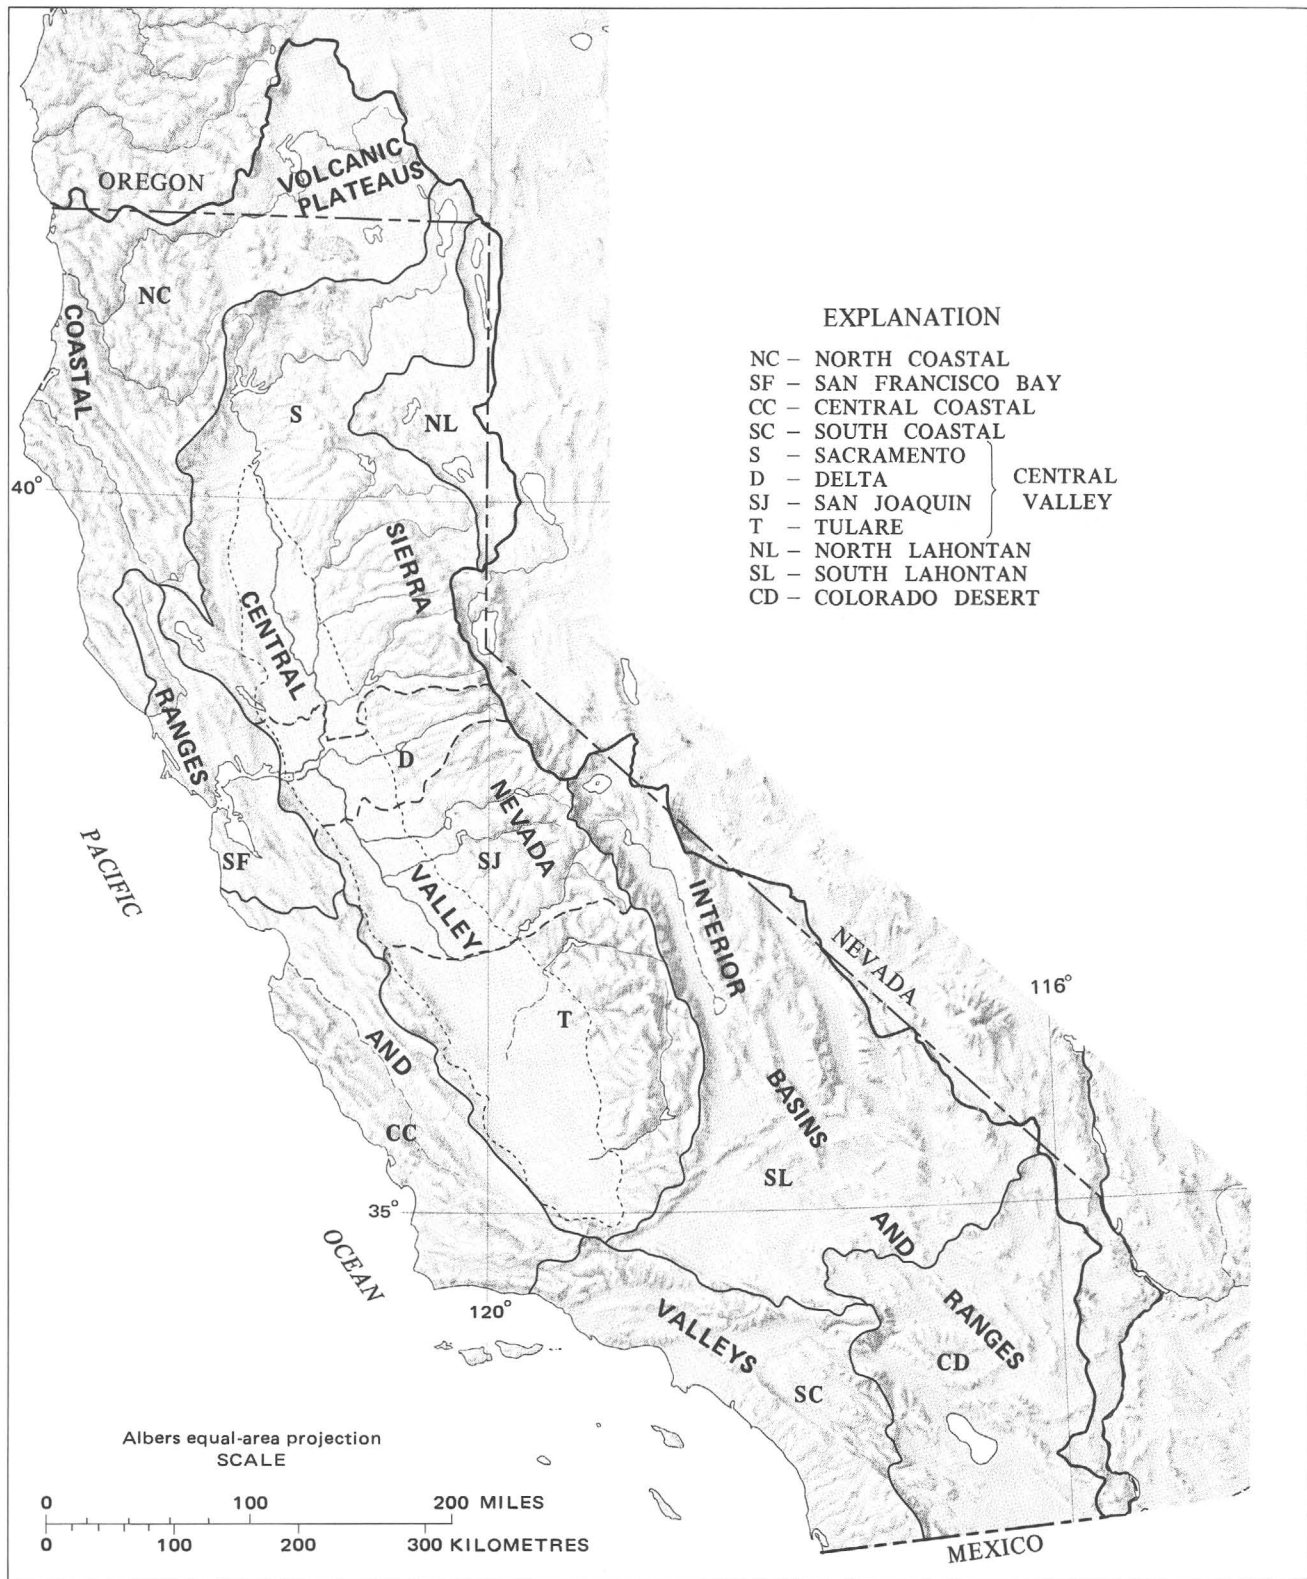 OREGON
VOLCANIC
PLATEAUS
NC
COASTAL
S
NL
40°
SIERRA
CENTRAL
RANGES
D
NEVADA
SF
SJ
VALLEY
PACIFIC
INTERIOR
NEVADA
116°
T
AND
BASINS
CC
SL
35°
AND
OCEAN
120°
VALLEYS
RANGES
CD
SC
MEXICO
EXPLANATION
NC – NORTH COASTAL
SF – SAN FRANCISCO BAY
CC – CENTRAL COASTAL
SC – SOUTH COASTAL
S – SACRAMENTO
D – DELTA
SJ – SAN JOAQUIN
T – TULARE
CENTRAL
VALLEY
NL – NORTH LAHONTAN
SL – SOUTH LAHONTAN
CD – COLORADO DESERT
Albers equal-area projection
SCALE
0 100 200 MILES
0 100 200 300 KILOMETRES